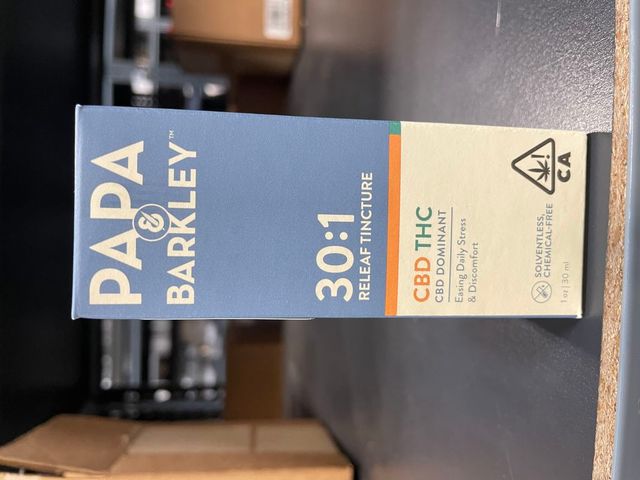 PAPA
&
BARKLEY™
30:1
RELEAF TINCTURE
CBD THC
CBD DOMINANT
Easing Daily Stress
& Discomfort
SOLVENTLESS,
CHEMICAL-FREE
1 oz | 30 ml
!
CA